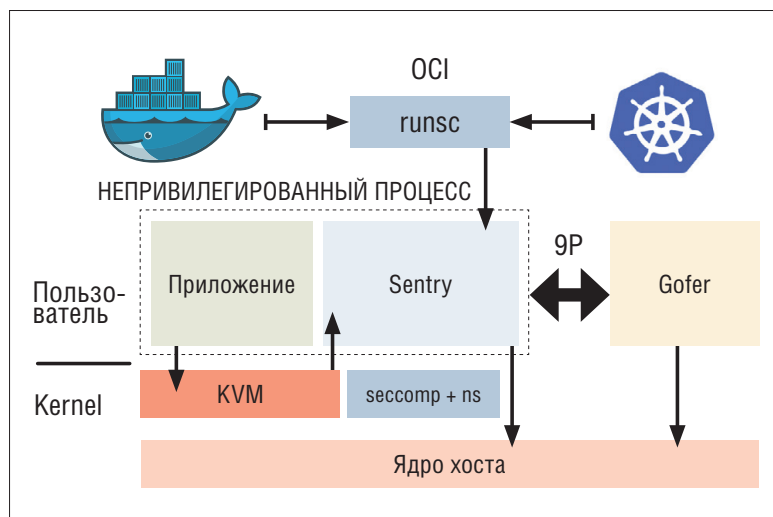 OCI
runsc
НЕПРИВИЛЕГИРОВАННЫЙ ПРОЦЕСС
9P
Приложение
Sentry
Gofer
Пользо-
ватель
Kernel
KVM
seccomp + ns
Ядро хоста